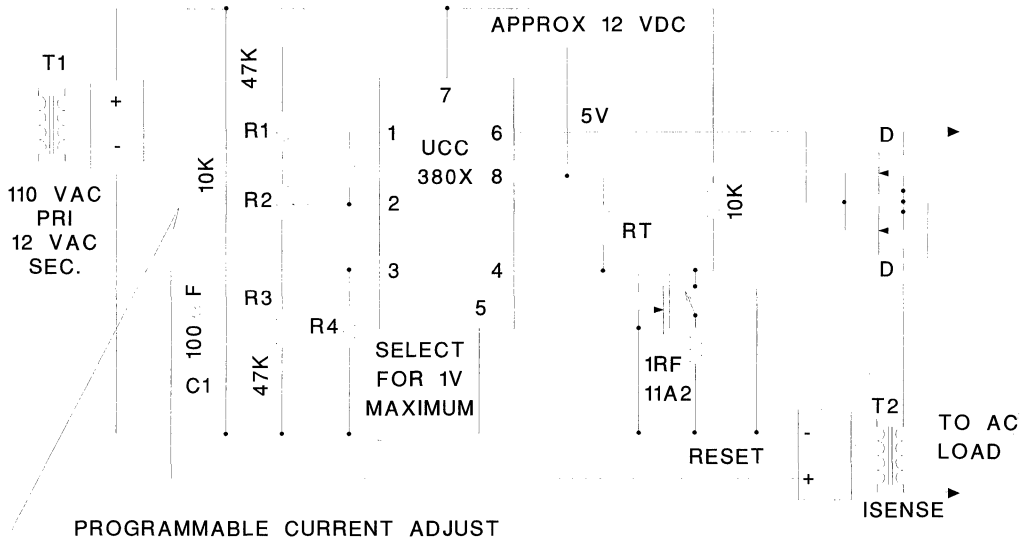 APPROX 12 VDC
T1
47K
+
-
7
5V
R1
1
6
D
UCC
380X
8
10K
110 VAC
PRI
12 VAC
SEC.
R2
2
10K
RT
3
4
D
R3
5
100 F
R4
SELECT
FOR 1V
MAXIMUM
1RF
11A2
C1
47K
T2
TO AC
LOAD
-
+
RESET
ISENSE
PROGRAMMABLE CURRENT ADJUST